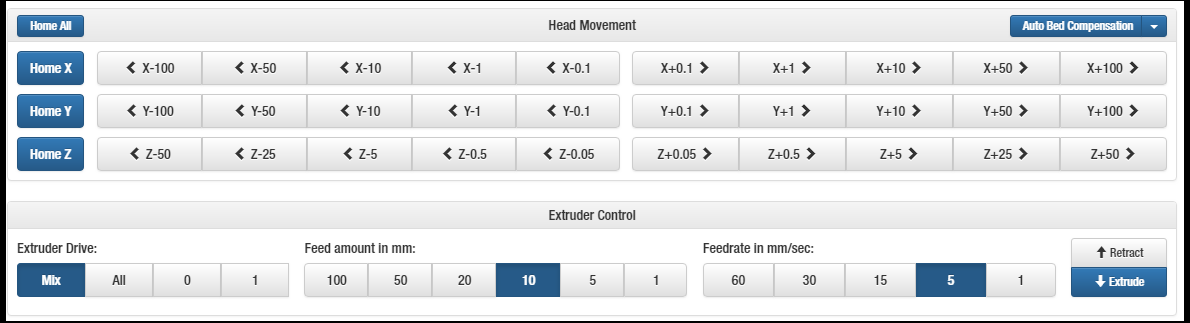 Home All Head Movement Auto Bed Compensation
Home X X-100 X-50 X-10 X-1 X-0.1 X+0.1 X+1 X+10 X+50 X+100
Home Y Y-100 Y-50 Y-10 Y-1 Y-0.1 Y+0.1 Y+1 Y+10 Y+50 Y+100
Home Z Z-50 Z-25 Z-5 Z-0.5 Z-0.05 Z+0.05 Z+0.5 Z+5 Z+25 Z+50
Extruder Control
Extruder Drive: Feed amount in mm: Feedrate in mm/sec: Retract
Mix All 0 1 100 50 20 10 5 1 60 30 15 5 1 Extrude